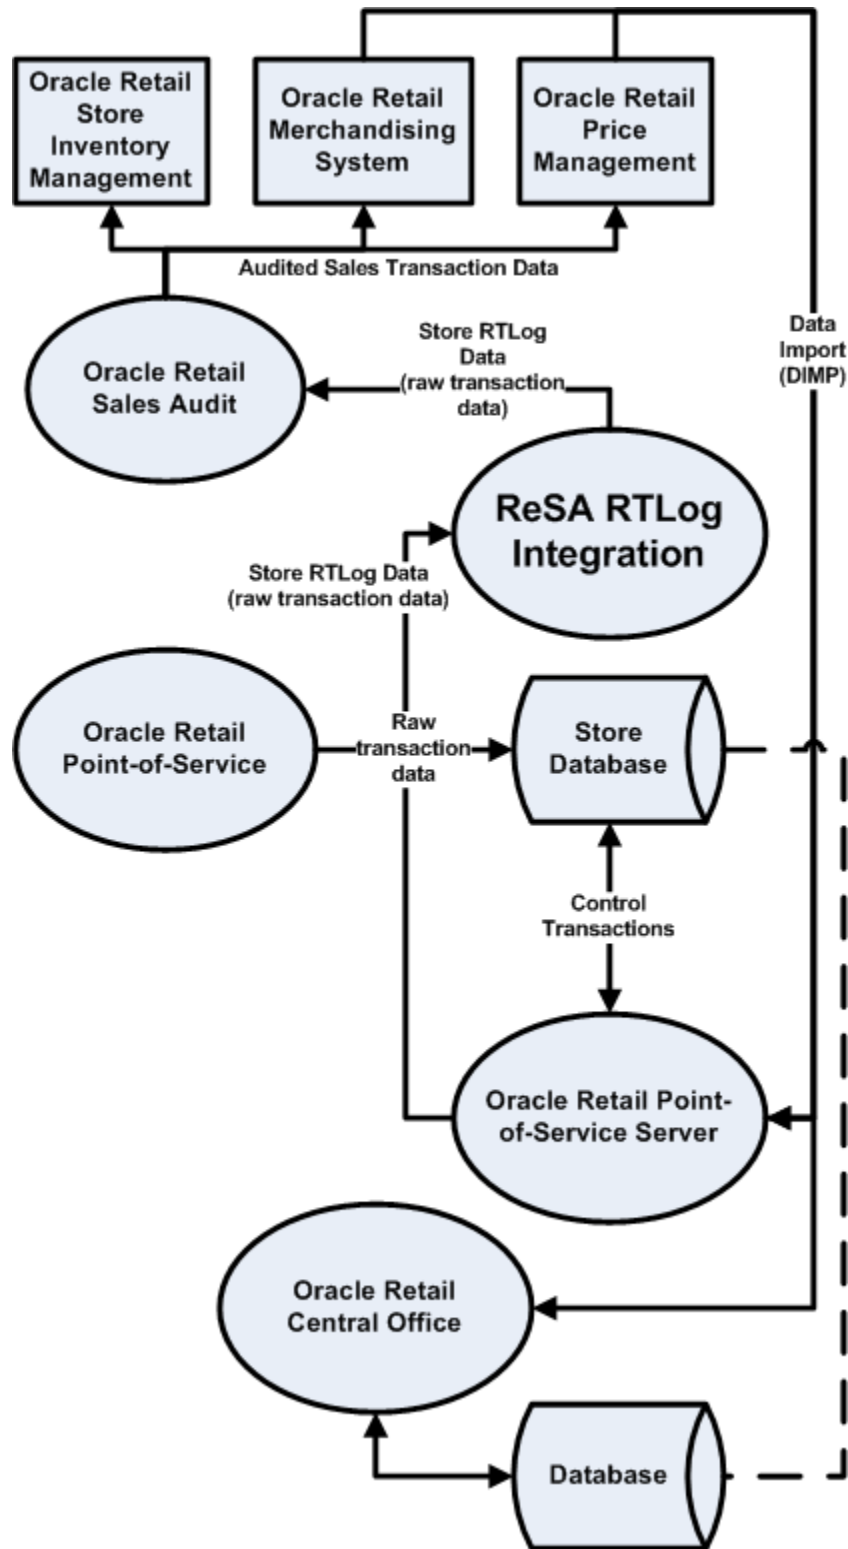 Oracle Retail
Store
Inventory
Management
Oracle Retail
Merchandising
System
Oracle Retail
Price
Management
Audited Sales Transaction Data
Data
Import
(DIMP)
Oracle Retail
Sales Audit
Store RTLog
Data
(raw transaction
data)
ReSA RTLog
Integration
Store RTLog Data
(raw transaction data)
Oracle Retail
Point-of-Service
Raw
transaction
data
Store
Database
Control
Transactions
Oracle Retail Point-
of-Service Server
Oracle Retail
Central Office
Database